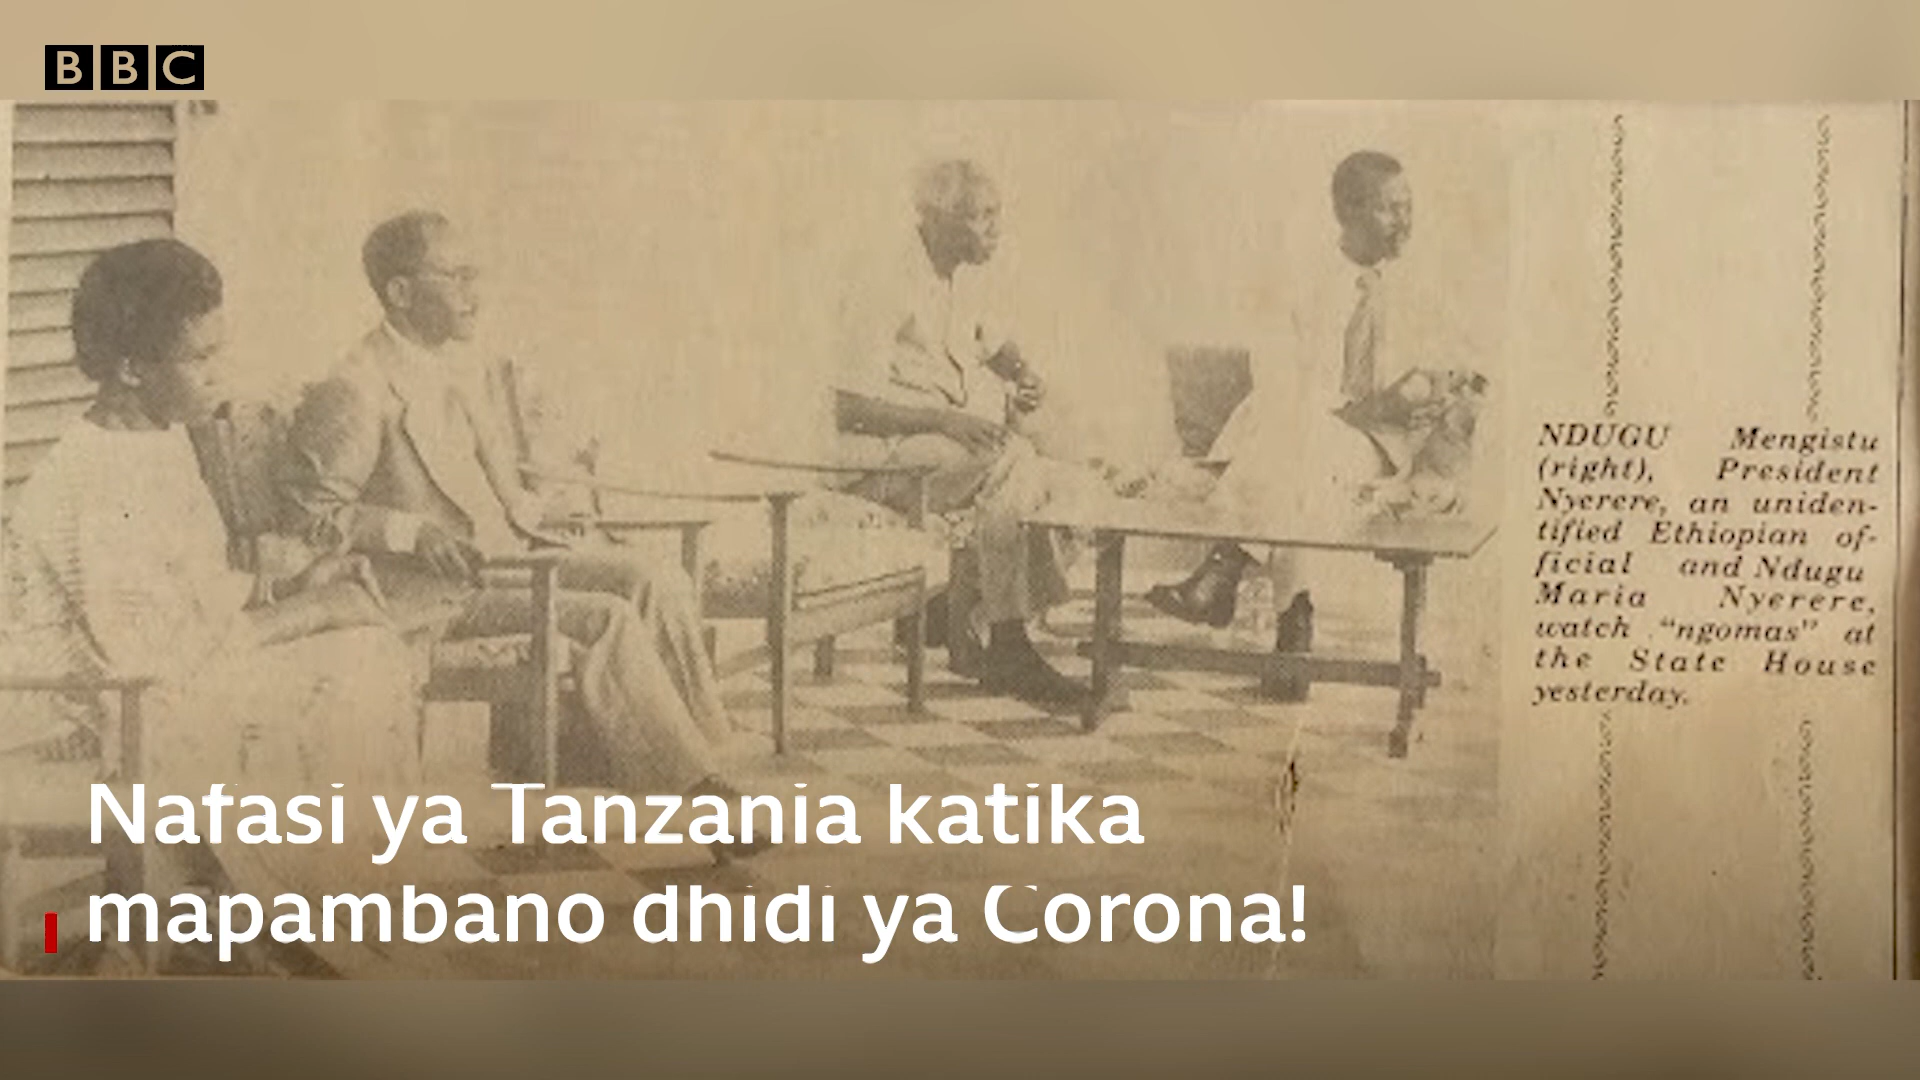 BBC
NDUGU Mengistu
(right), President
Nyerere, an uniden-
tified Ethiopian of-
ficial and Ndugu
Maria Nyerere,
watch "ngomas" at
the State House
yesterday.
Nafasi ya Tanzania katika
mapambano dhidi ya Corona!